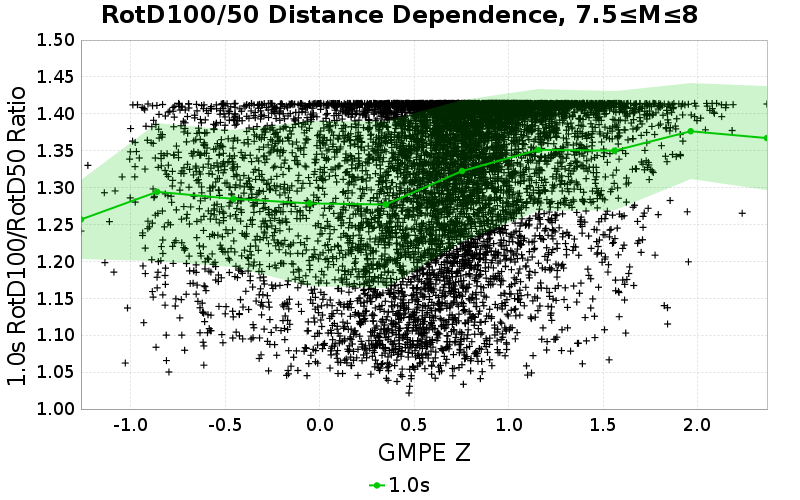 RotD100/50 Distance Dependence, 7.5≤M≤8
1.0s RotD100/RotD50 Ratio
1.50
1.45
1.40
1.35
1.30
1.25
1.20
1.15
1.10
1.05
1.00
-1.0 -0.5 0.0 0.5 1.0 1.5 2.0
GMPE Z
1.0s